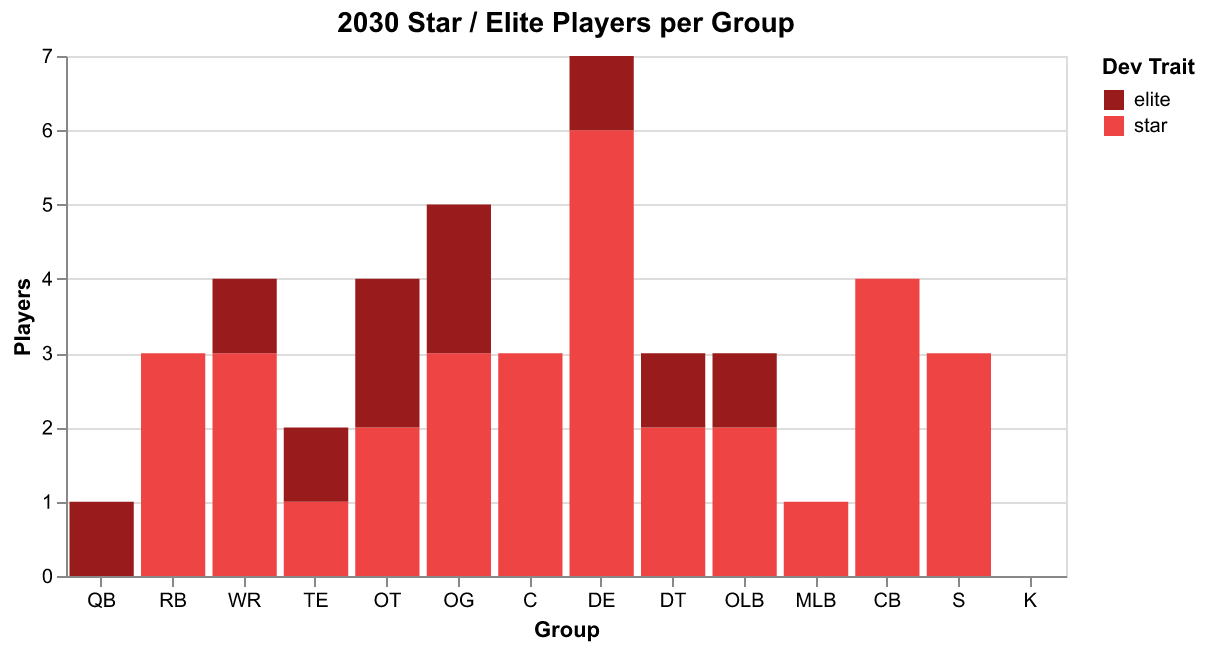 2030 Star / Elite Players per Group
Dev Trait
elite
star
Players
7
6
5
4
3
2
1
0
QB RB WR TE OT OG C DE DT OLB MLB CB S K
Group